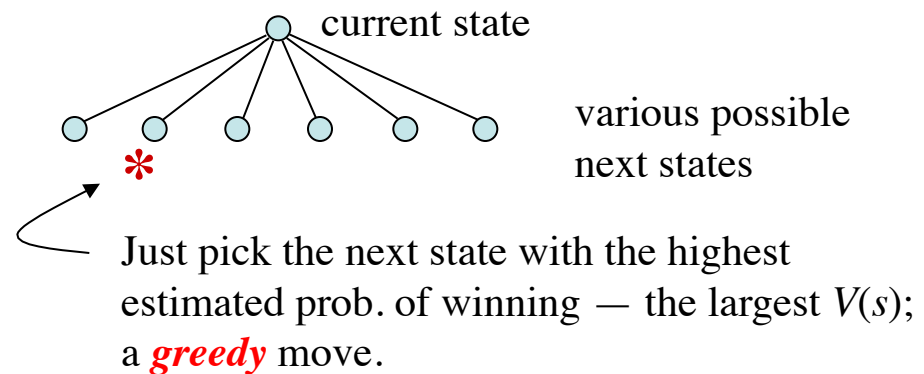 current state
various possible
next states
*
Just pick the next state with the highest
estimated prob. of winning — the largest V(s);
a greedy move.